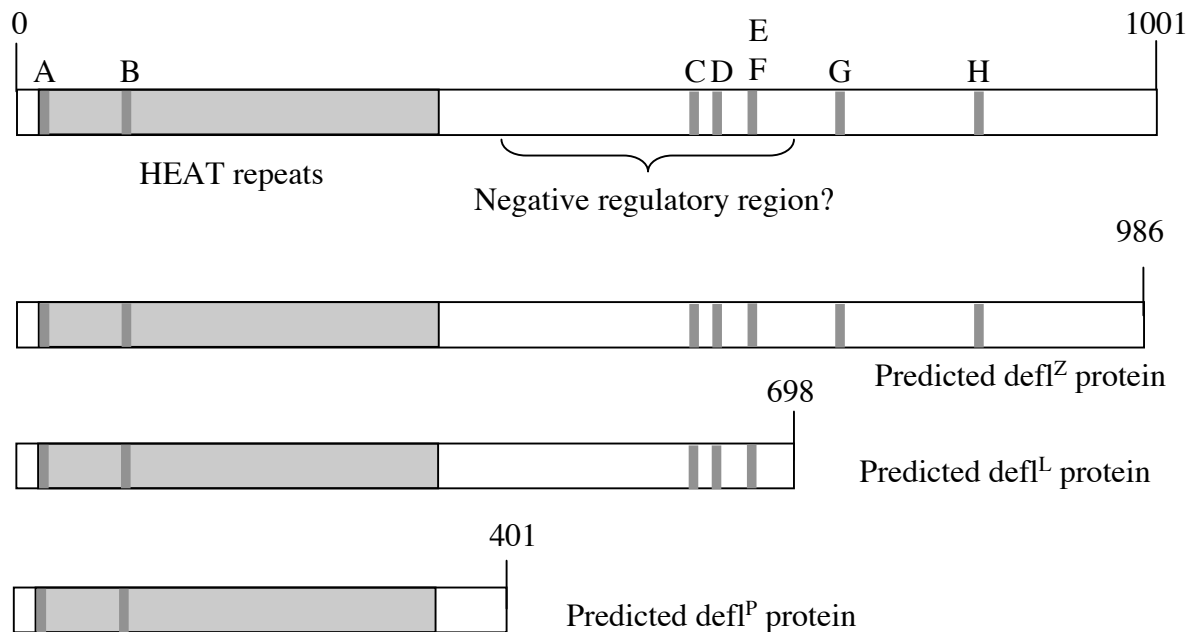 0
1001
E
A B C D F G H
HEAT repeats
Negative regulatory region?
986
Predicted defl^Z protein
698
Predicted defl^L protein
401
Predicted defl^P protein